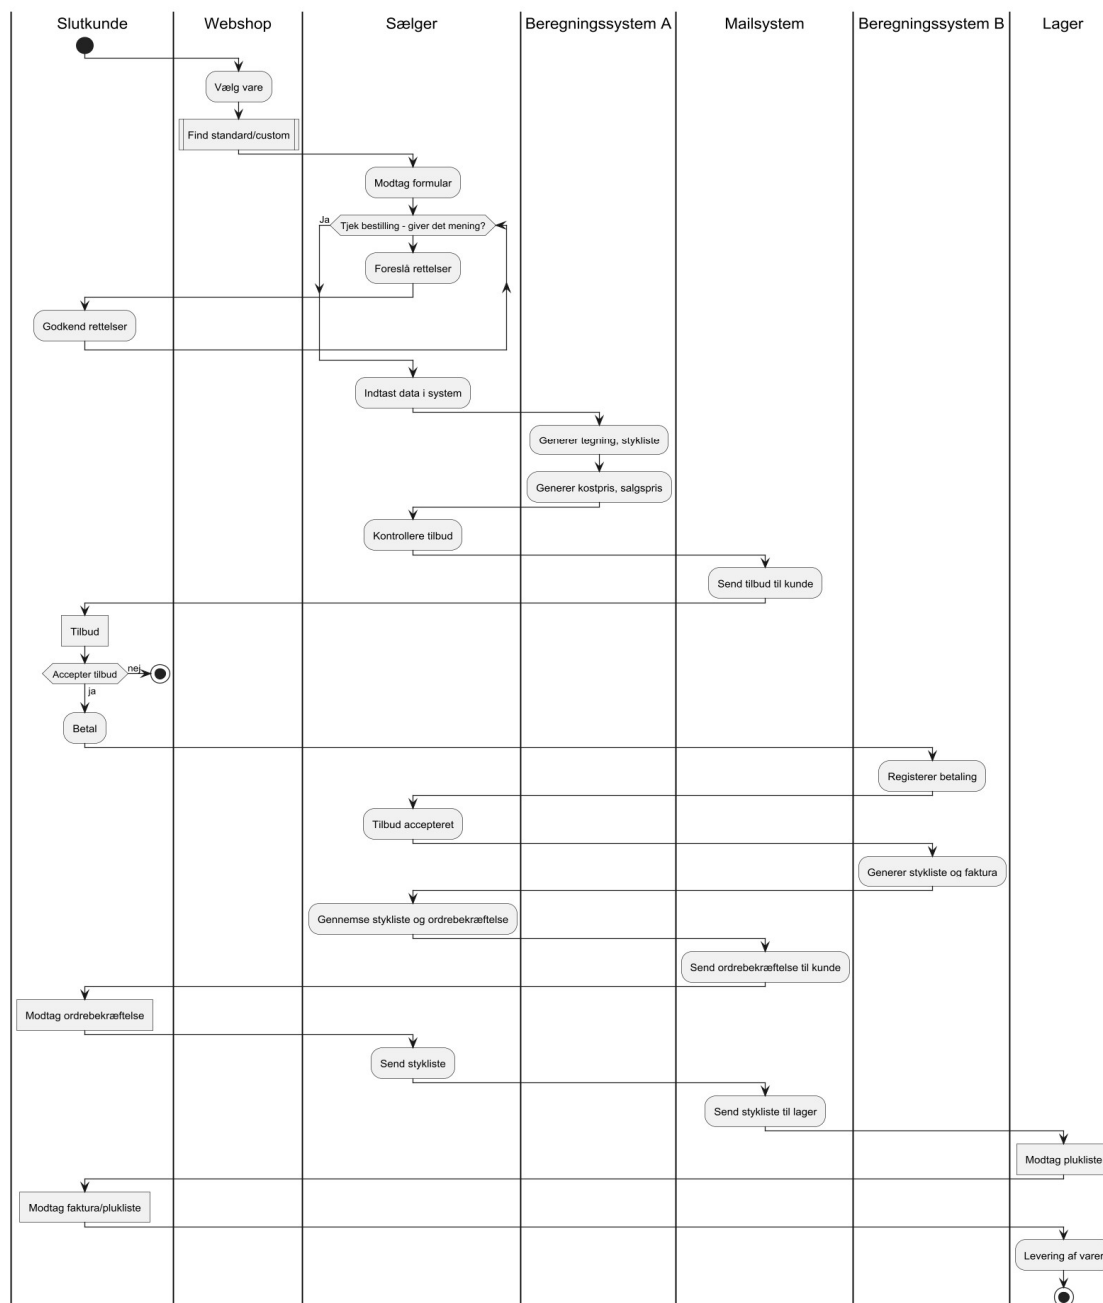 Slutkunde
Webshop
Sælger
Beregningssystem A
Mailsystem
Beregningssystem B
Lager
Vælg vare
Find standard/custom
Modtag formular
Ja
Tjek bestilling - giver det mening?
Foreslå rettelser
Godkend rettelser
Indtast data i system
Generer tegning, stykliste
Generer kostpris, salgspris
Kontrollere tilbud
Send tilbud til kunde
Tilbud
Accepter tilbud
nej
ja
Betal
Registerer betaling
Tilbud accepteret
Generer stykliste og faktura
Gennemse stykliste og ordrebekræftelse
Send ordrebekræftelse til kunde
Modtag ordrebekræftelse
Send stykliste
Send stykliste til lager
Modtag plukliste
Modtag faktura/plukliste
Levering af varer